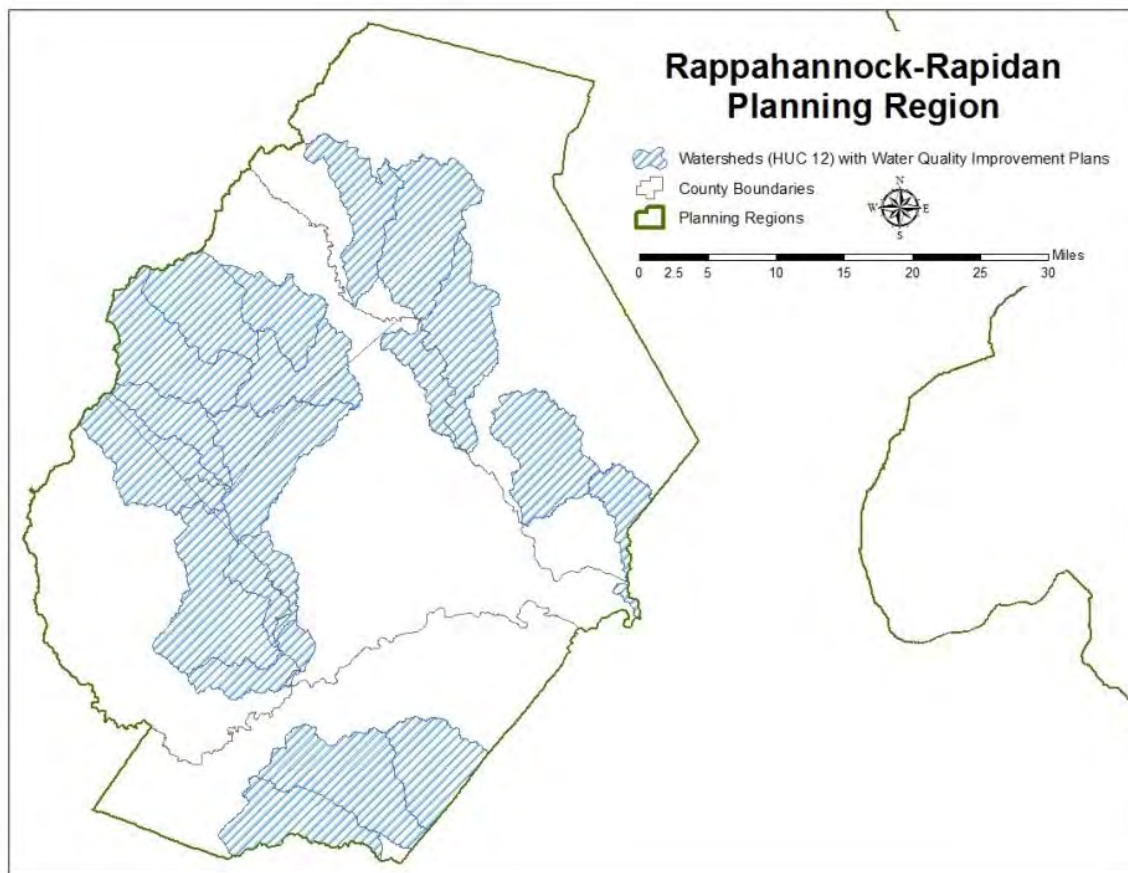 Rappahannock-Rapidan
Planning Region
Watersheds (HUC 12) with Water Quality Improvement Plans
County Boundaries
Planning Regions
N
W E
S
Miles
0 2.5 5 10 15 20 25 30